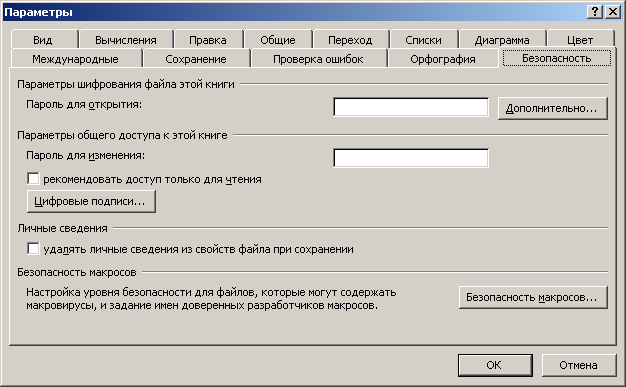 Параметры
Вид Вычисления Правка Общие Переход Списки Диаграмма Цвет
Международные Сохранение Проверка ошибок Орфография Безопасность
Параметры шифрования файла этой книги
Пароль для открытия: Дополнительно...
Параметры общего доступа к этой книге
Пароль для изменения:
рекомендовать доступ только для чтения
Цифровые подписи...
Личные сведения
удалять личные сведения из свойств файла при сохранении
Безопасность макросов
Настройка уровня безопасности для файлов, которые могут содержать
макровирусы, и задание имен доверенных разработчиков макросов.
Безопасность макросов...
OK Отмена